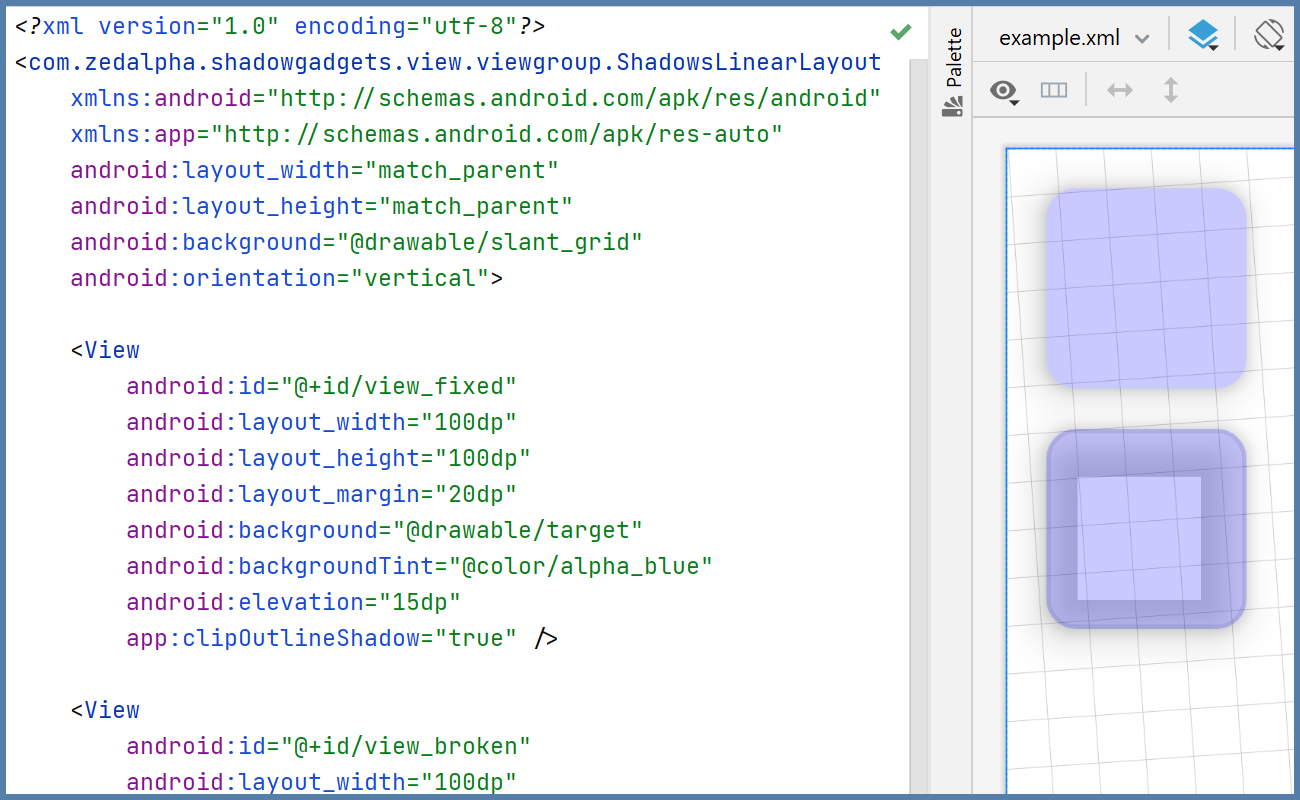 <?xml version="1.0" encoding="utf-8"?>
<com.zedalpha.shadowgadgets.view.viewgroup.ShadowsLinearLayout
xmlns:android="http://schemas.android.com/apk/res/android"
xmlns:app="http://schemas.android.com/apk/res-auto"
android:layout_width="match_parent"
android:layout_height="match_parent"
android:background="@drawable/slant_grid"
android:orientation="vertical">
<View
android:id="@+id/view_fixed"
android:layout_width="100dp"
android:layout_height="100dp"
android:layout_margin="20dp"
android:background="@drawable/target"
android:backgroundTint="@color/alpha_blue"
android:elevation="15dp"
app:clipOutlineShadow="true" />
<View
android:id="@+id/view_broken"
android:layout_width="100dp"
Palette
example.xml